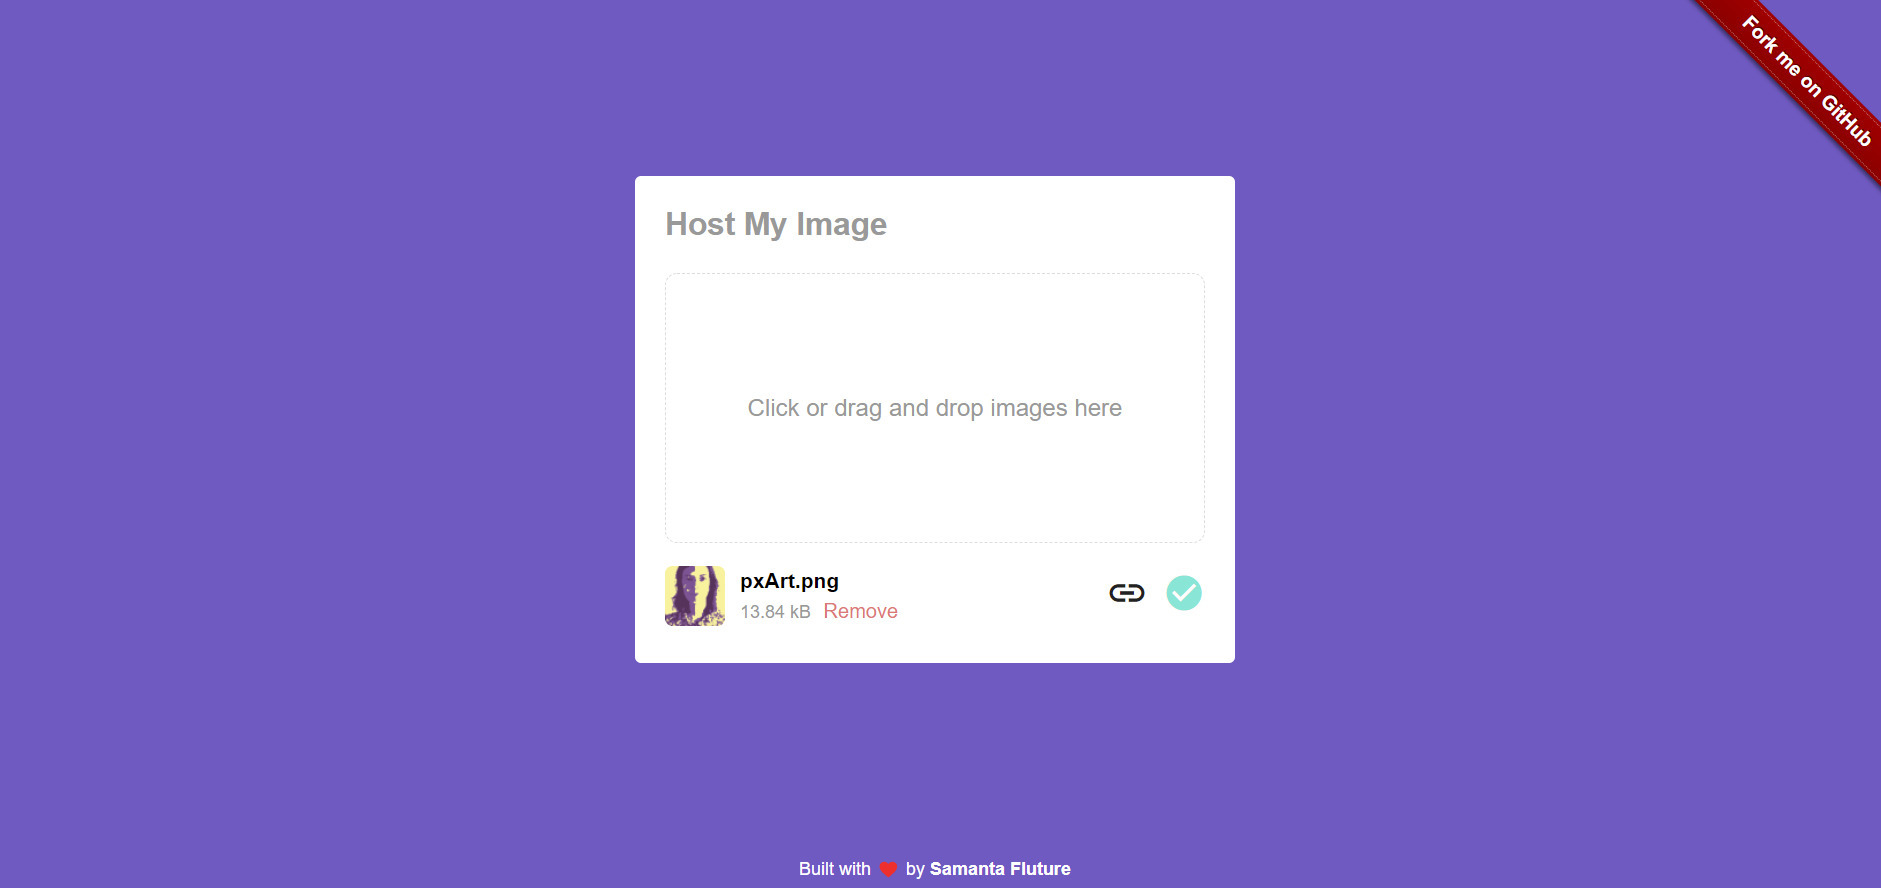 Fork me on GitHub
Host My Image
Click or drag and drop images here
pxArt.png
13.84 kB Remove
Built with by Samanta Fluture